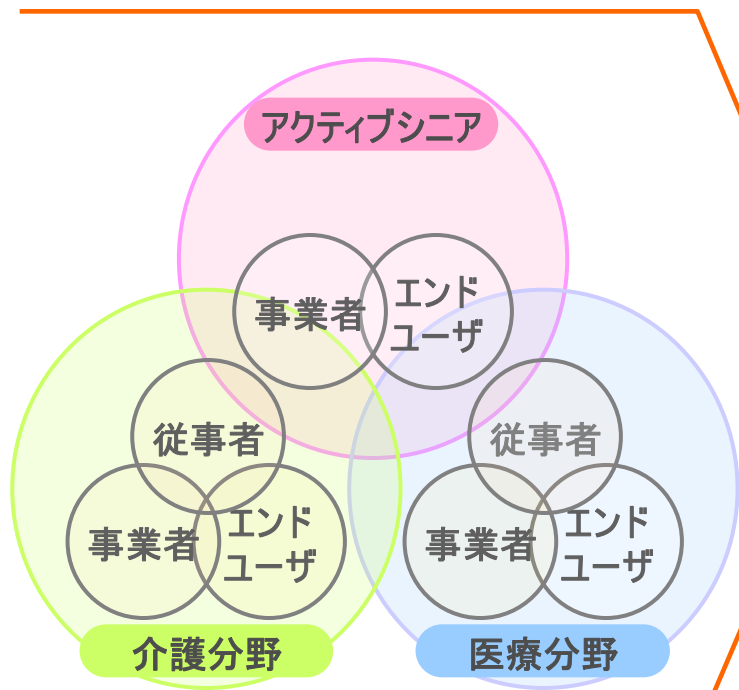 アクティブシニア
事業者
エンド
ユーザ
従事者
事業者
エンド
ユーザ
介護分野
従事者
事業者
エンド
ユーザ
医療分野